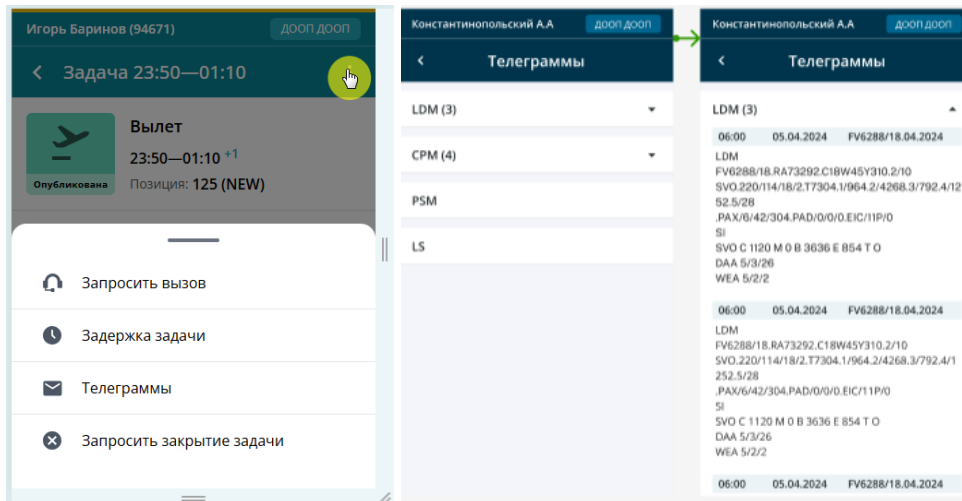 Игорь Баринов (94671)
ДООП ДООП
Задача 23:50—01:10
Вылет
23:50—01:10 +1
Опубликована
Позиция: 125 (NEW)
Запросить вызов
Задержка задачи
Телеграммы
Запросить закрытие задачи
Константинопольский А.А
ДООП ДООП
Телеграммы
LDM (3)
CPM (4)
PSM
LS
Константинопольский А.А
ДООП ДООП
Телеграммы
LDM (3)
06:00 05.04.2024 FV6288/18.04.2024
LDM
FV6288/18.RA73292.C18W45Y310.2/10
SVO.220/114/18/2.T7304.1/964.2/4268.3/792.4/12
52.5/28
.PAX/6/42/304.PAD/0/0/0.EIC/11P/0
SI
SVO C 1120 M 0 B 3636 E 854 T O
DAA 5/3/26
WEA 5/2/2
06:00 05.04.2024 FV6288/18.04.2024
LDM
FV6288/18.RA73292.C18W45Y310.2/10
SVO.220/114/18/2.T7304.1/964.2/4268.3/792.4/1
252.5/28
.PAX/6/42/304.PAD/0/0/0.EIC/11P/0
SI
SVO C 1120 M 0 B 3636 E 854 T O
DAA 5/3/26
WEA 5/2/2
06:00 05.04.2024 FV6288/18.04.2024